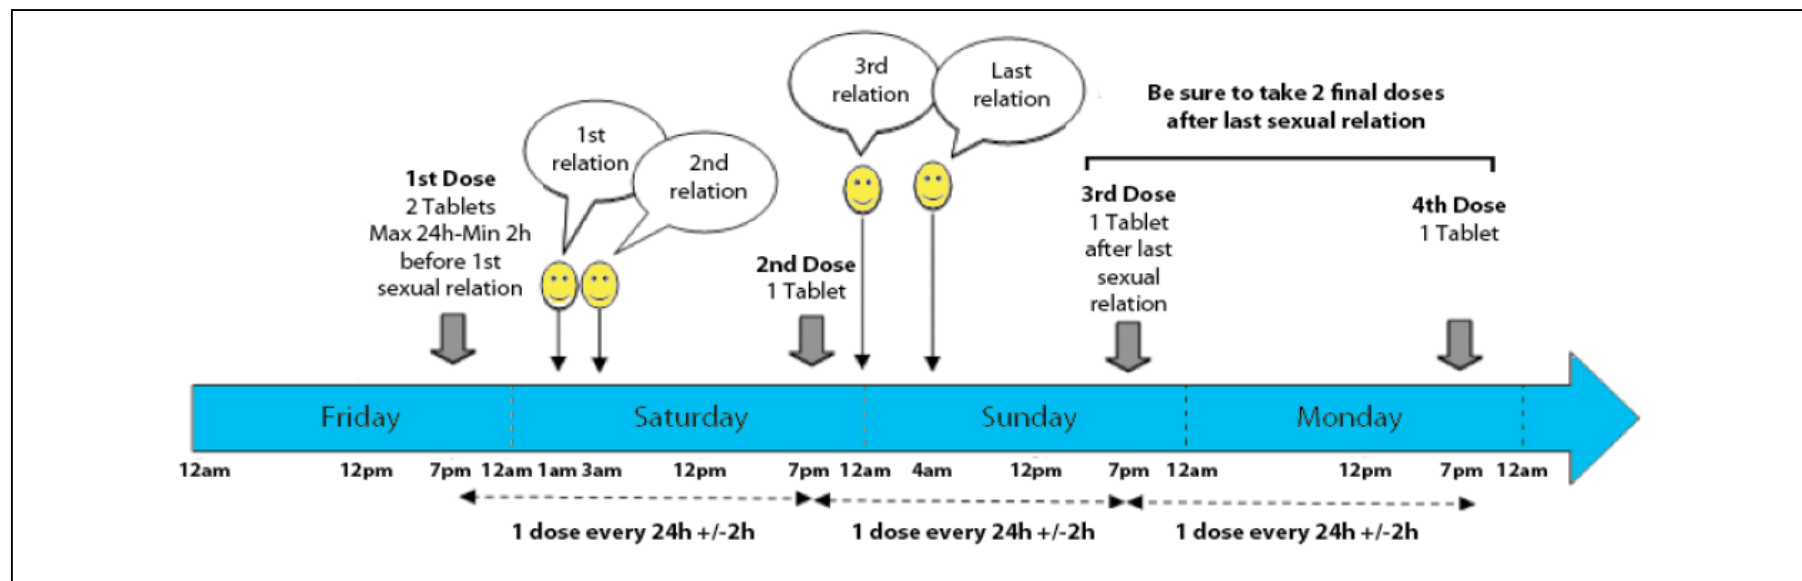 1st Dose
2 Tablets
Max 24h-Min 2h
before 1st
sexual relation
1st
relation
2nd
relation
2nd Dose
1 Tablet
3rd
relation
Last
relation
Be sure to take 2 final doses
after last sexual relation
3rd Dose
1 Tablet
after last
sexual
relation
4th Dose
1 Tablet
Friday Saturday Sunday Monday
12am 12pm 7pm 12am 1am 3am 12pm 7pm 12am 4am 12pm 7pm 12am 12pm 7pm 12am
1 dose every 24h +/-2h 1 dose every 24h +/-2h 1 dose every 24h +/-2h